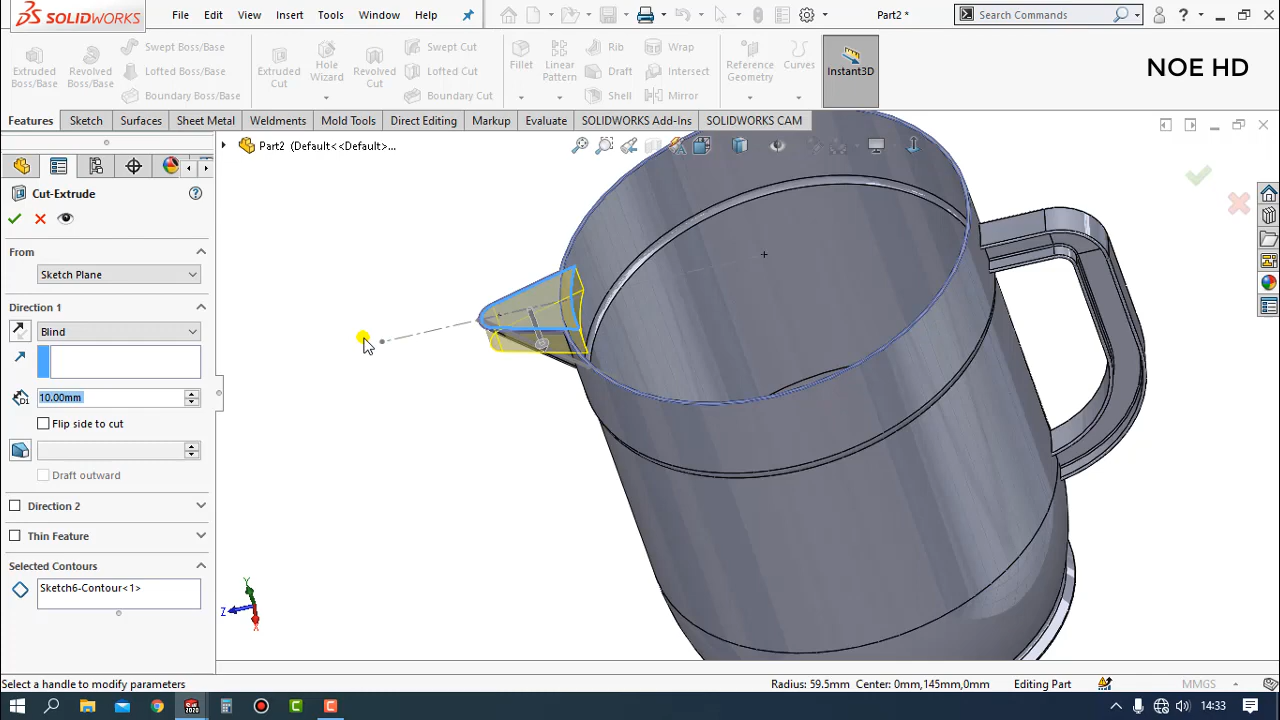 SOLIDWORKS
File Edit View Insert Tools Window Help
Part2 *
Search Commands
Extruded Boss/Base
Revolved Boss/Base
Swept Boss/Base
Lofted Boss/Base
Boundary Boss/Base
Extruded Cut
Hole Wizard
Revolved Cut
Swept Cut
Lofted Cut
Boundary Cut
Fillet
Linear Pattern
Rib
Draft
Shell
Wrap
Intersect
Mirror
Reference Geometry
Curves
Instant3D
NOE HD
Features Sketch Surfaces Sheet Metal Weldments Mold Tools Direct Editing Markup Evaluate SOLIDWORKS Add-Ins SOLIDWORKS CAM
Part2 (Default<<Default>...
Cut-Extrude
From
Sketch Plane
Direction 1
Blind
10.00mm
Flip side to cut
Draft outward
Direction 2
Thin Feature
Selected Contours
Sketch6-Contour<1>
Y
Z
X
Select a handle to modify parameters
Radius: 59.5mm Center: 0mm,145mm,0mm
Editing Part
MMGS
14:33